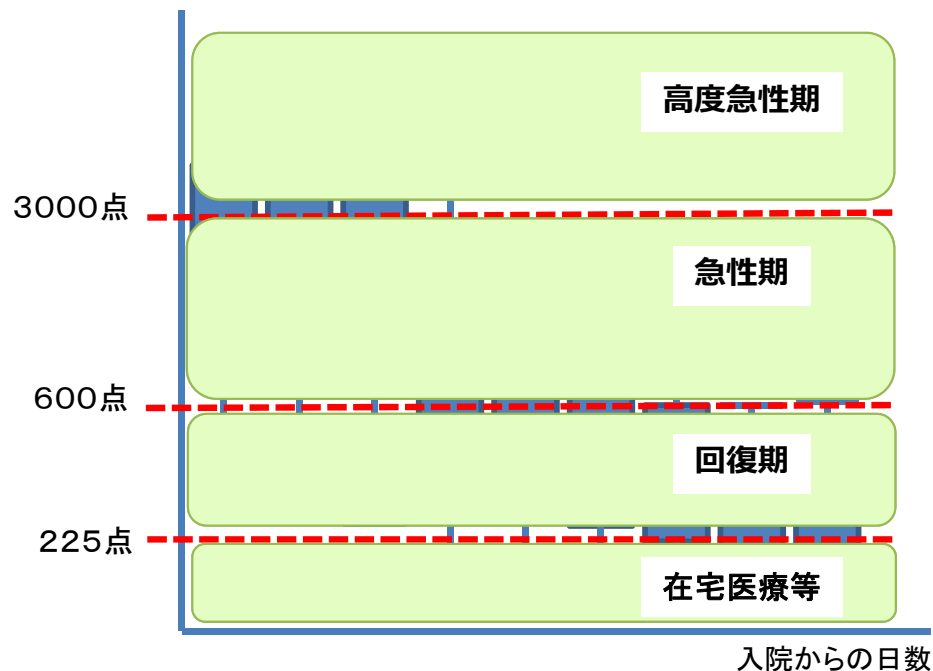 高度急性期
3000点
急性期
600点
回復期
225点
在宅医療等
入院からの日数